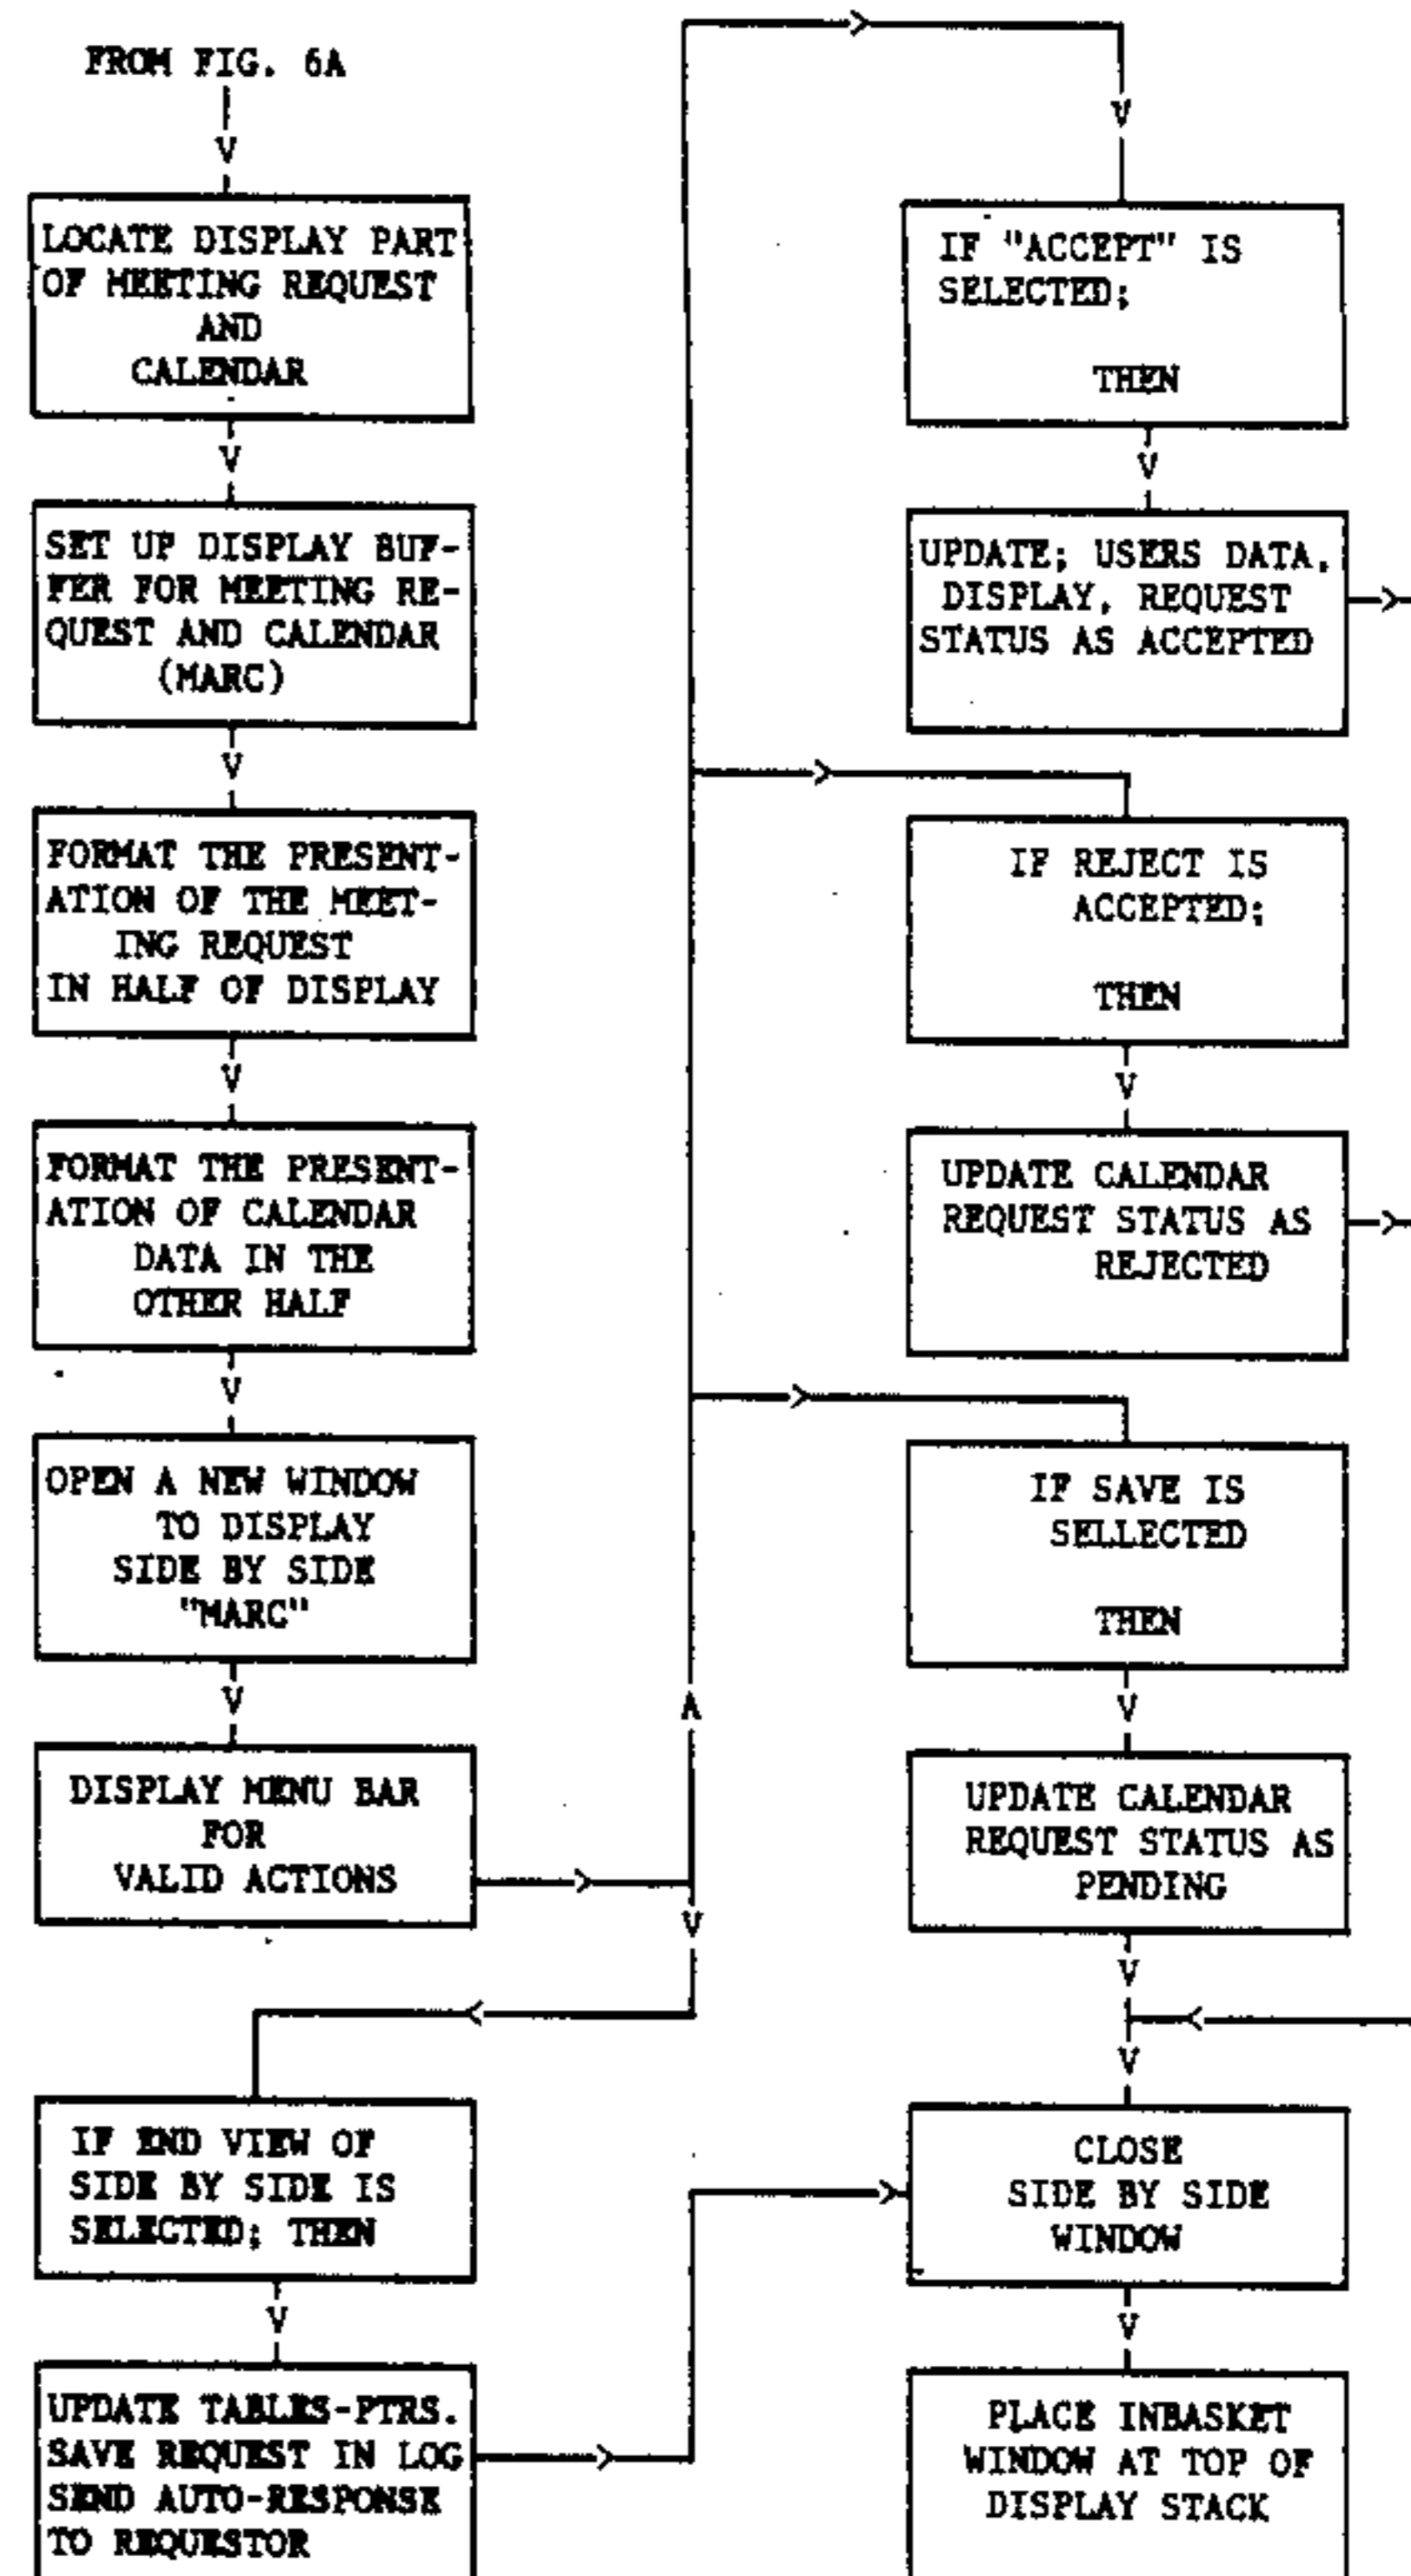 FROM FIG. 6A
LOCATE DISPLAY PART
OF MEETING REQUEST
AND
CALENDAR
SET UP DISPLAY BUF-
FER FOR MEETING RE-
QUEST AND CALENDAR
(MARC)
FORMAT THE PRESENT-
ATION OF THE MEET-
ING REQUEST
IN HALF OF DISPLAY
FORMAT THE PRESENT-
ATION OF CALENDAR
DATA IN THE
OTHER HALF
OPEN A NEW WINDOW
TO DISPLAY
SIDE BY SIDE
"MARC"
DISPLAY MENU BAR
FOR
VALID ACTIONS
IF END VIEW OF
SIDE BY SIDE IS
SELECTED; THEN
UPDATE TABLES-PTRS.
SAVE REQUEST IN LOG
SEND AUTO-RESPONSE
TO REQUESTOR
IF "ACCEPT" IS
SELECTED;
THEN
UPDATE; USERS DATA,
DISPLAY, REQUEST
STATUS AS ACCEPTED
IF REJECT IS
ACCEPTED;
THEN
UPDATE CALENDAR
REQUEST STATUS AS
REJECTED
IF SAVE IS
SELLECTED
THEN
UPDATE CALENDAR
REQUEST STATUS AS
PENDING
CLOSE
SIDE BY SIDE
WINDOW
PLACE INBASKET
WINDOW AT TOP OF
DISPLAY STACK